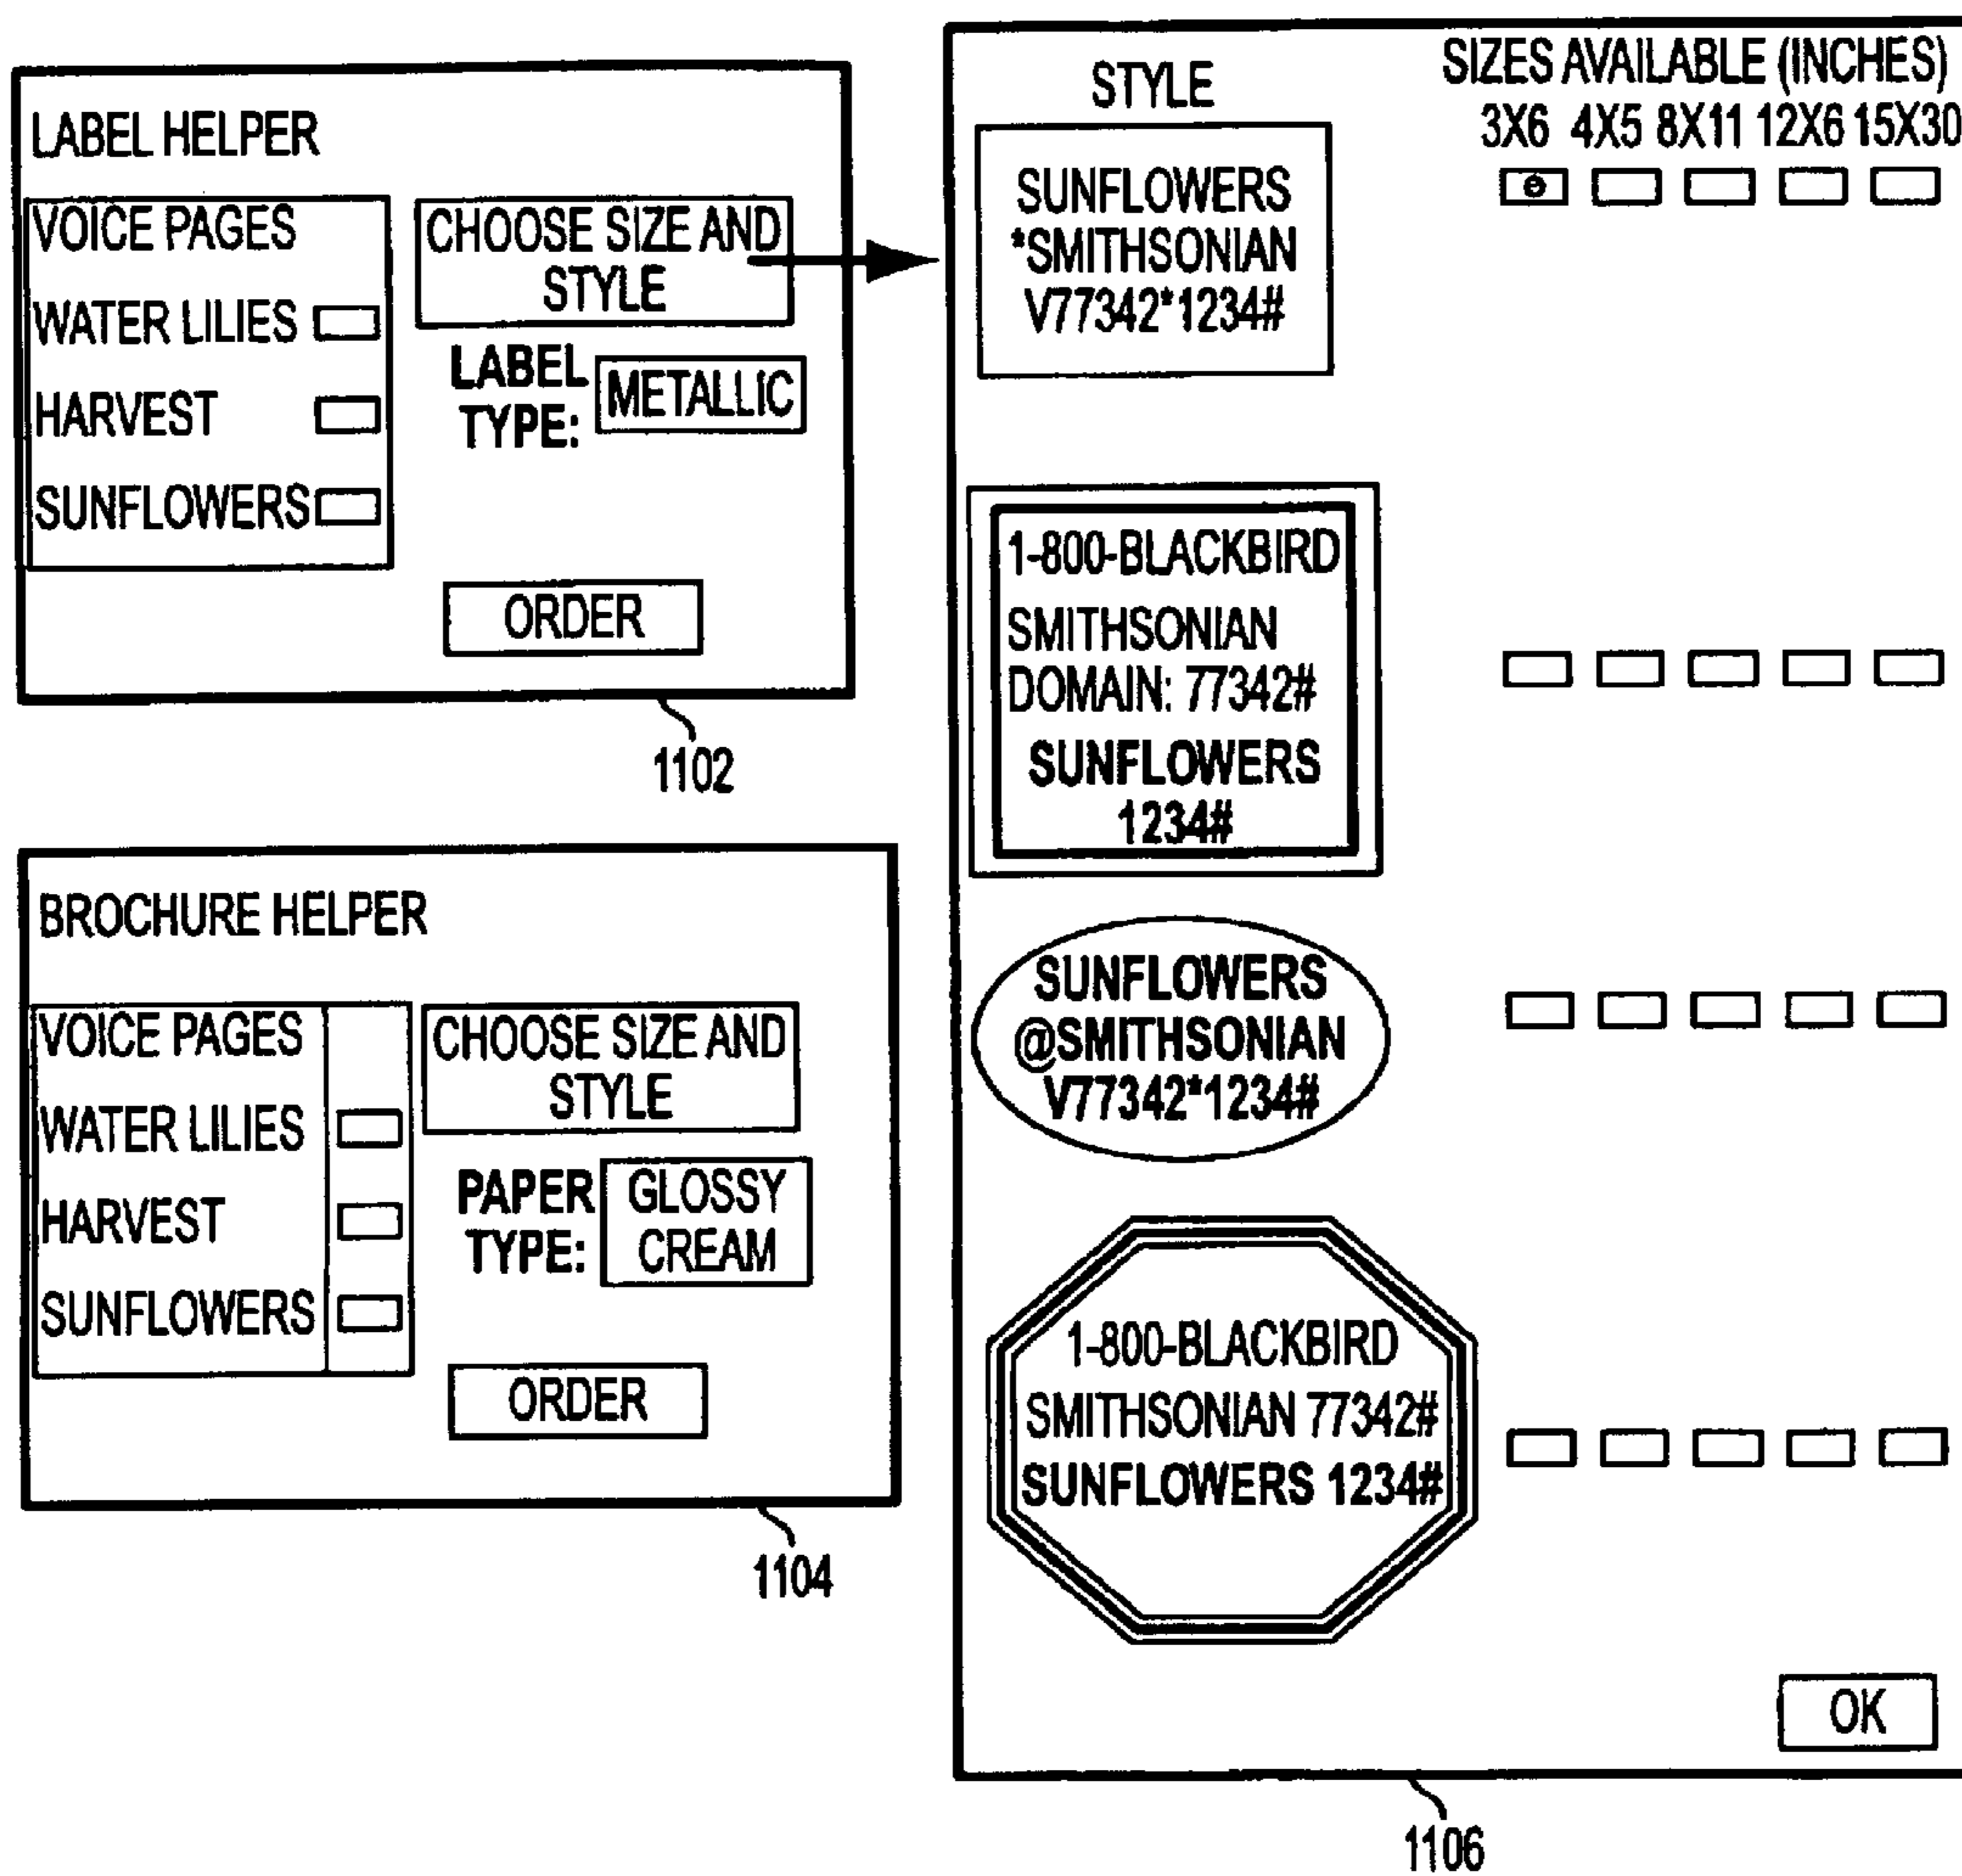 LABEL HELPER
VOICE PAGES
WATER LILIES
HARVEST
SUNFLOWERS
CHOOSE SIZE AND
STYLE
LABEL
TYPE:
METALLIC
ORDER
1102
BROCHURE HELPER
VOICE PAGES
WATER LILIES
HARVEST
SUNFLOWERS
CHOOSE SIZE AND
STYLE
PAPER
TYPE:
GLOSSY
CREAM
ORDER
1104
STYLE
SIZES AVAILABLE (INCHES)
3X6 4X5 8X11 12X6 15X30
SUNFLOWERS
*SMITHSONIAN
V77342*1234#
1-800-BLACKBIRD
SMITHSONIAN
DOMAIN: 77342#
SUNFLOWERS
1234#
SUNFLOWERS
@SMITHSONIAN
V77342*1234#
1-800-BLACKBIRD
SMITHSONIAN 77342#
SUNFLOWERS 1234#
OK
1106